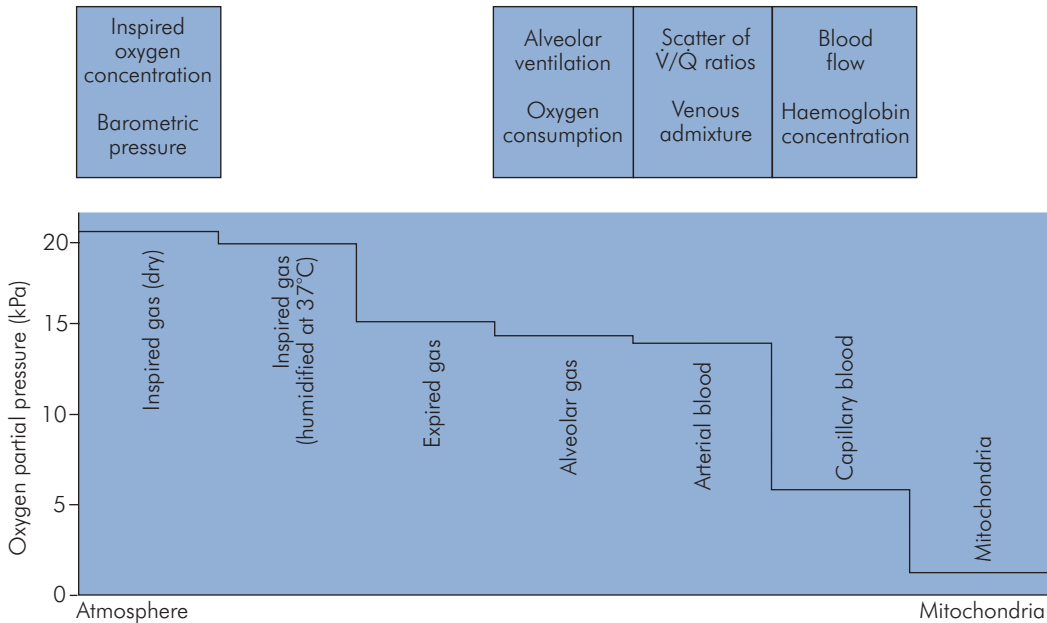 Inspired
oxygen
concentration
Barometric
pressure
Alveolar
ventilation
Oxygen
consumption
Scatter of
V̇/Q̇ ratios
Venous
admixture
Blood
flow
Haemoglobin
concentration
Oxygen partial pressure (kPa)
20
15
10
5
0
Inspired gas (dry)
Inspired gas
(humidified at 37°C)
Expired gas
Alveolar gas
Arterial blood
Capillary blood
Mitochondria
Atmosphere
Mitochondria